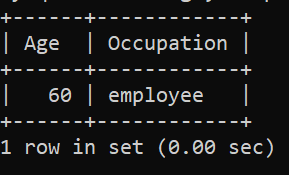 +------+------------+
| Age  | Occupation |
+------+------------+
|   60 | employee   |
+------+------------+
1 row in set (0.00 sec)